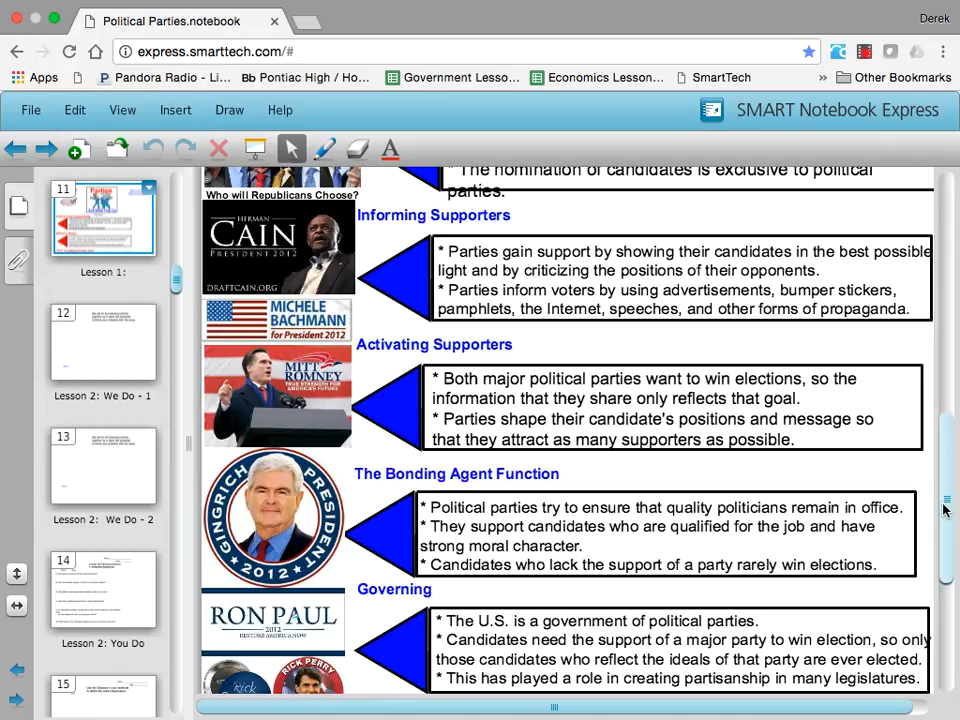 Political Parties.notebook
Derek
express.smarttech.com/#
Apps
Pandora Radio - Li...
Bb Pontiac High / Ho...
Government Lesso...
Economics Lesson...
SmartTech
» Other Bookmarks
File Edit View Insert Draw Help
SMART Notebook Express
A
11
Parties
Lesson 1:
12
Lesson 2: We Do - 1
13
Lesson 2: We Do - 2
14
Lesson 2: You Do
15
* The nomination of candidates is exclusive to political
parties.
Who will Republicans Choose?
HERMAN
CAIN
PRESIDENT 2012
DRAFTCAIN.ORG
Informing Supporters
* Parties gain support by showing their candidates in the best possible
light and by criticizing the positions of their opponents.
* Parties inform voters by using advertisements, bumper stickers,
pamphlets, the Internet, speeches, and other forms of propaganda.
MICHELE
BACHMANN
for President 2012
Activating Supporters
MITT
ROMNEY
TRUE STRENGTH FOR
AMERICA'S FUTURE
* Both major political parties want to win elections, so the
information that they share only reflects that goal.
* Parties shape their candidate's positions and message so
that they attract as many supporters as possible.
The Bonding Agent Function
GINGRICH PRESIDENT
2012
* Political parties try to ensure that quality politicians remain in office.
* They support candidates who are qualified for the job and have
strong moral character.
* Candidates who lack the support of a party rarely win elections.
Governing
RON PAUL
2012
RESTORE AMERICA NOW
* The U.S. is a government of political parties.
* Candidates need the support of a major party to win election, so only
those candidates who reflect the ideals of that party are ever elected.
* This has played a role in creating partisanship in many legislatures.
Rick
RICK PERRY